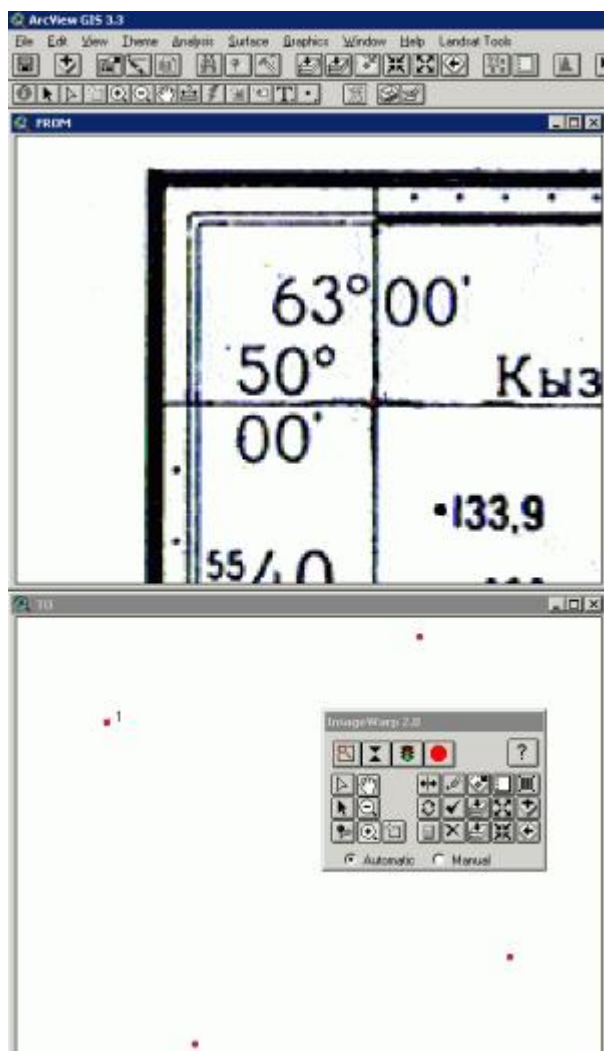 ArcView GIS 3.3
File Edit View Theme Analysis Surface Graphics Window Help Landsat Tools
FROM
63° 00'
50°
00'
Кыз
133,9
55
TO
1
ImageWarp 2.0
?
Automatic Manual